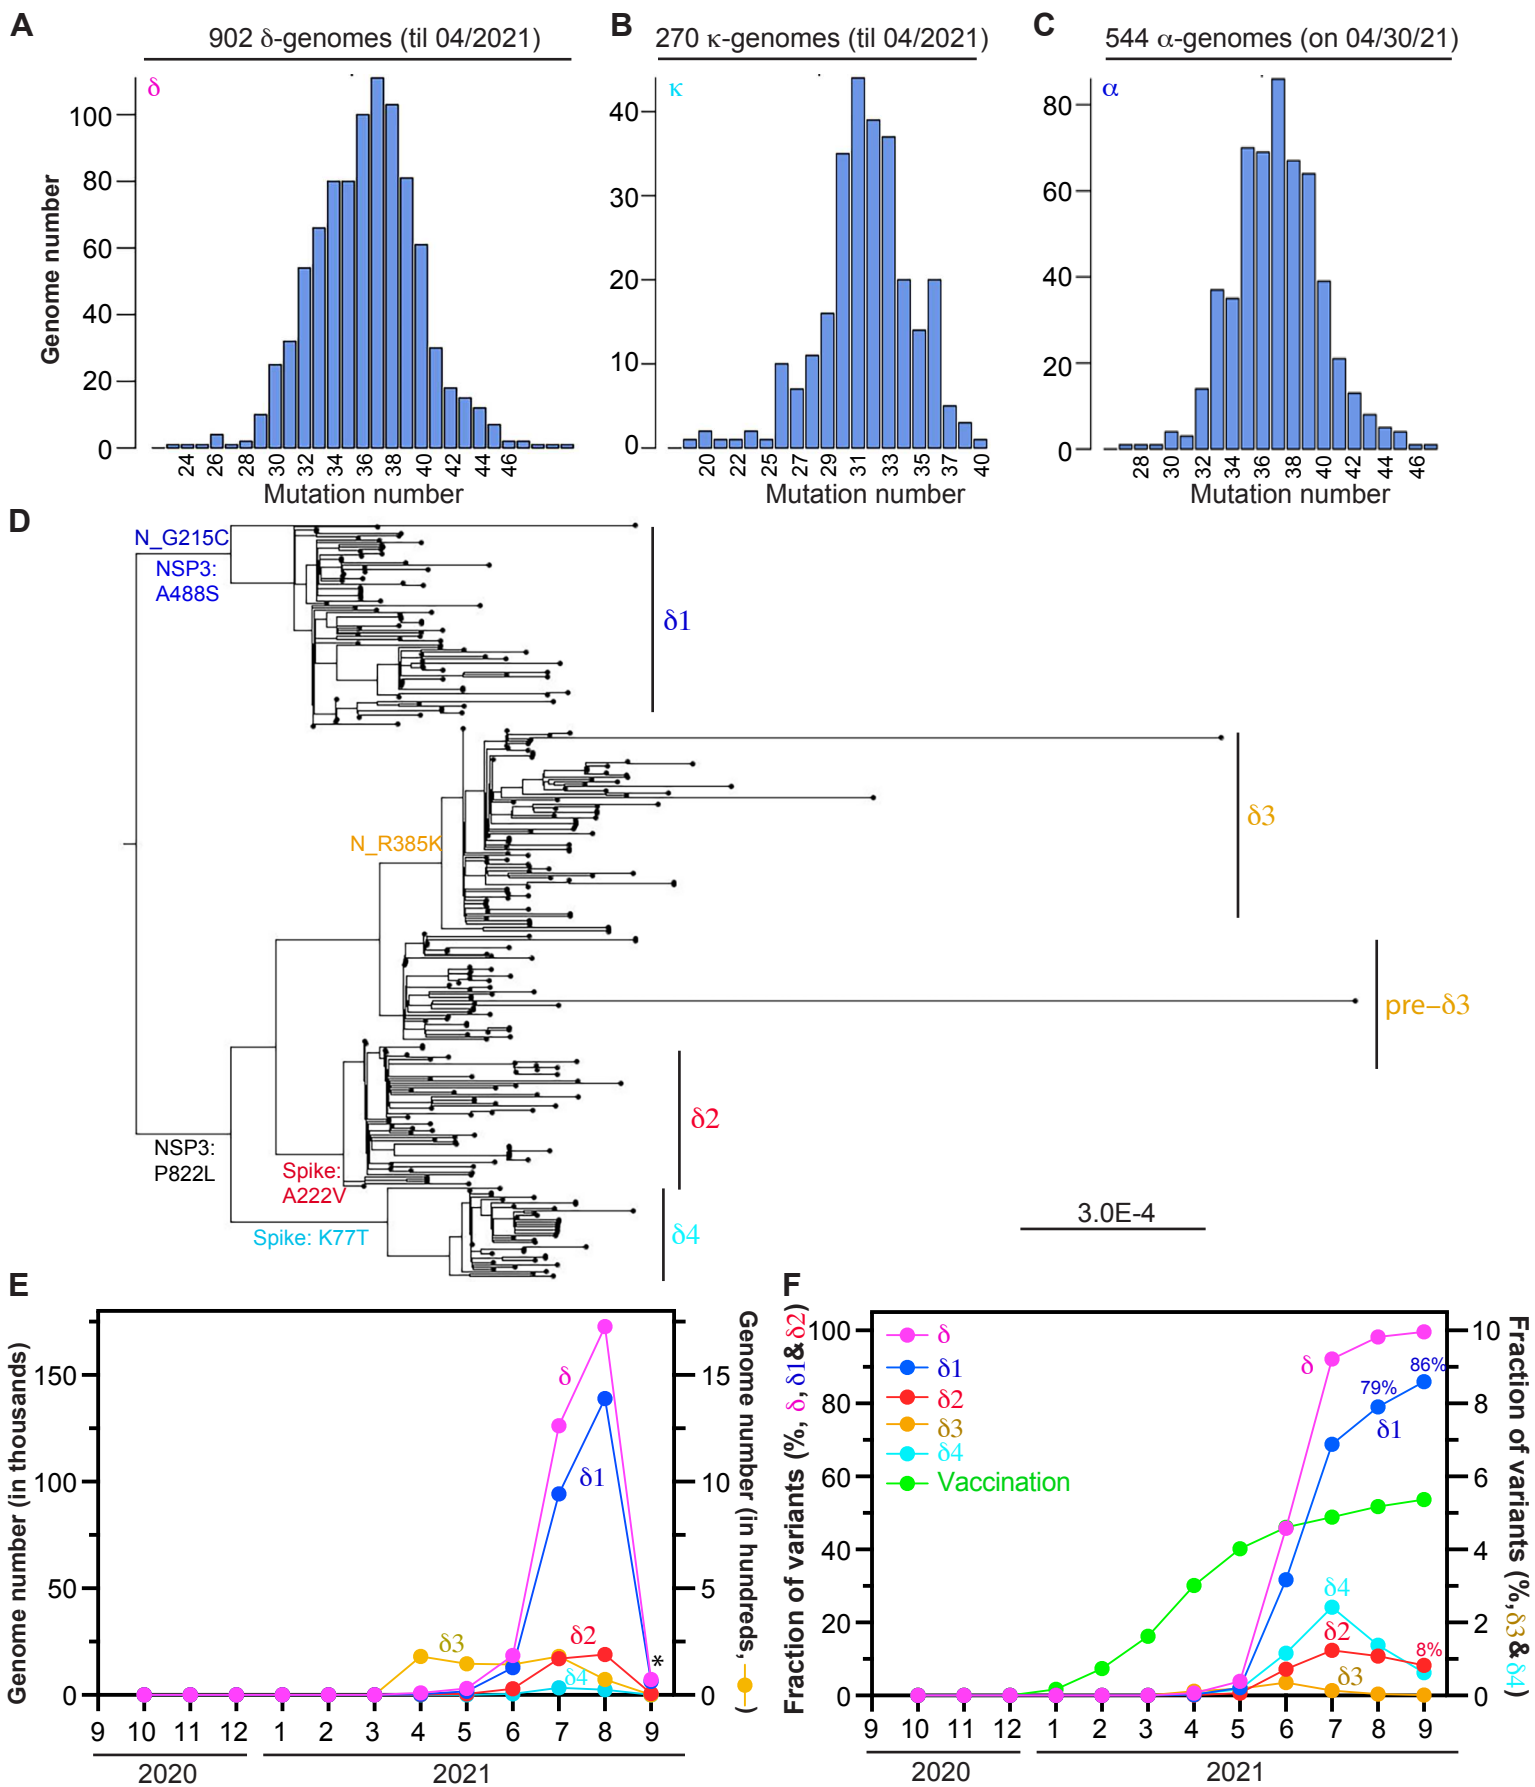 A
902 δ-genomes (til 04/2021)
δ
Genome number
100
80
60
40
20
0
24 26 28 30 32 34 36 38 40 42 44 46
Mutation number
B
270 κ-genomes (til 04/2021)
κ
40
30
20
10
0
20 22 25 27 29 31 33 35 37 40
Mutation number
C
544 α-genomes (on 04/30/21)
α
80
60
40
20
0
28 30 32 34 36 38 40 42 44 46
Mutation number
D
N_G215C
NSP3:
A488S
δ1
N_R385K
δ3
pre–δ3
NSP3:
P822L
Spike:
A222V
δ2
Spike: K77T
δ4
3.0E-4
E
Genome number (in thousands)
150
100
50
0
δ
δ1
δ3
δ2
δ4
*
15
10
5
0
Genome number (in hundreds, )
9 10 11 12 1 2 3 4 5 6 7 8 9
2020 2021
F
Fraction of variants (%, δ, δ1& δ2)
100
80
60
40
20
0
δ
δ1
δ2
δ3
δ4
Vaccination
δ
86%
79%
δ1
δ4
δ2
8%
δ3
10
8
6
4
2
0
Fraction of variants (%, δ3 & δ4)
9 10 11 12 1 2 3 4 5 6 7 8 9
2020 2021